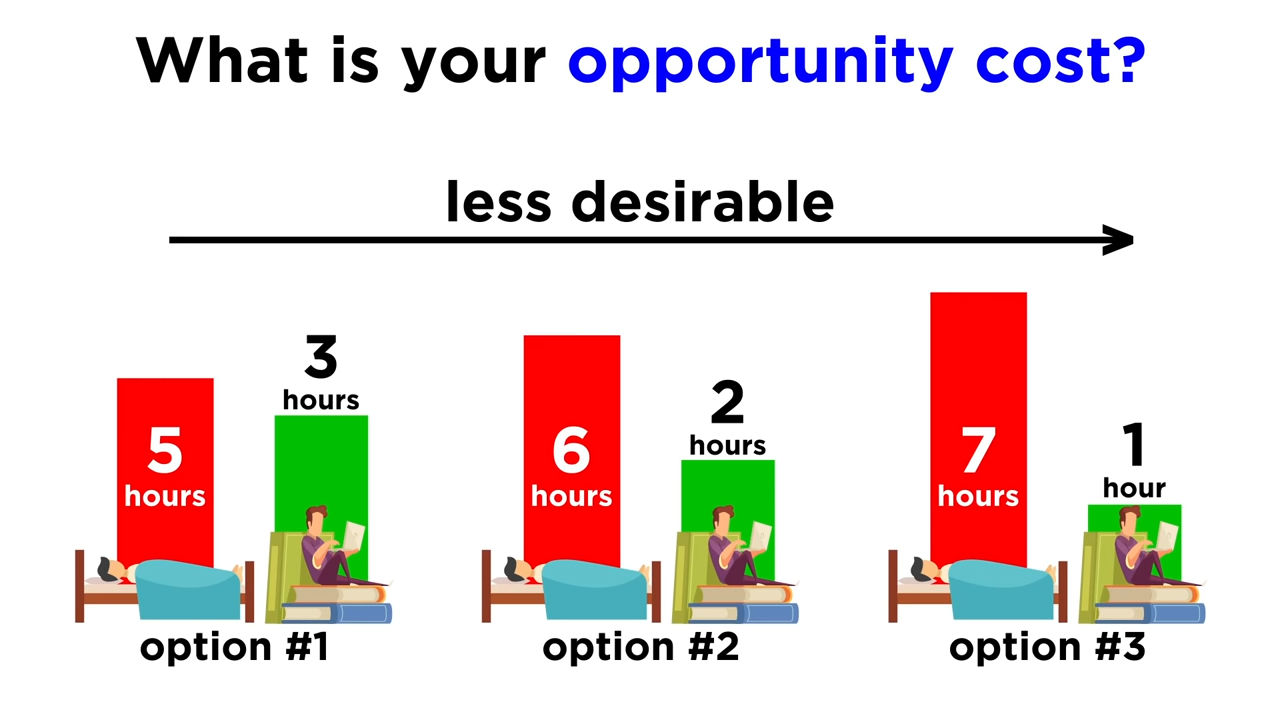 What is your opportunity cost?
less desirable
5
hours
3
hours
option #1
6
hours
2
hours
option #2
7
hours
1
hour
option #3